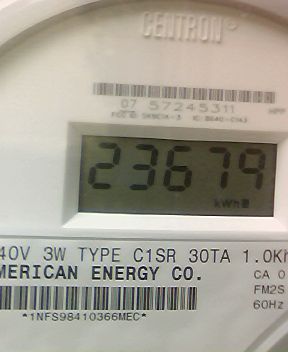 CENTRON®
07 57245311
23679
kWh
40V 3W TYPE C1SR 30TA 1.0Kh
MERICAN ENERGY CO.
CA 0
FM2S
60Hz
*1NFS98410366MEC*